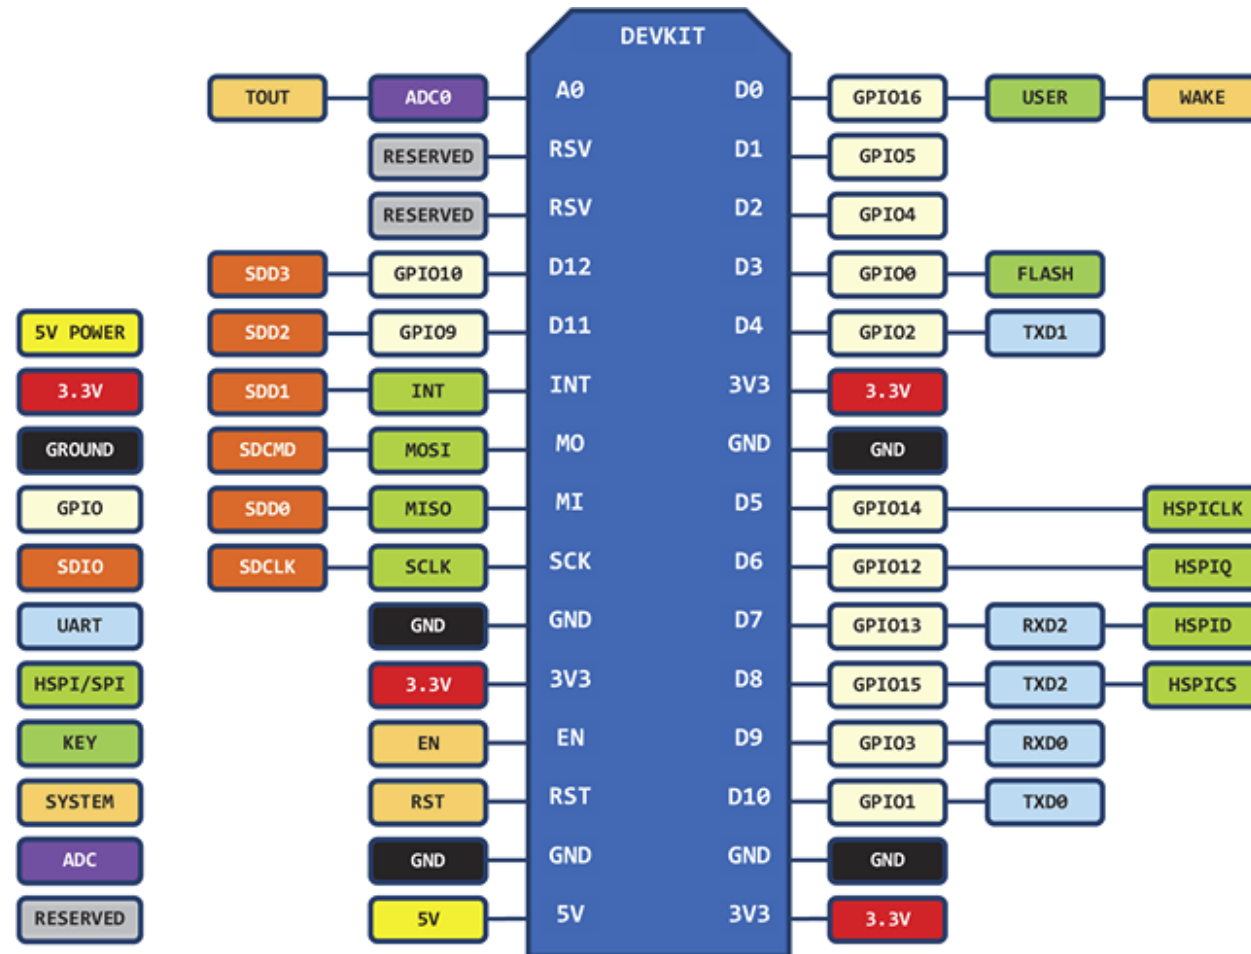 DEVKIT
TOUT ADC0 A0 D0 GPIO16 USER WAKE
RESERVED RSV D1 GPIO5
RESERVED RSV D2 GPIO4
SDD3 GPIO10 D12 D3 GPIO0 FLASH
5V POWER SDD2 GPIO9 D11 D4 GPIO2 TXD1
3.3V SDD1 INT INT 3V3 3.3V
GROUND SDCMD MOSI MO GND GND
GPIO SDD0 MISO MI D5 GPIO14 HSPICLK
SDIO SDCLK SCLK SCK D6 GPIO12 HSPIQ
UART GND GND D7 GPIO13 RXD2 HSPID
HSPI/SPI 3.3V 3V3 D8 GPIO15 TXD2 HSPICS
KEY EN EN D9 GPIO3 RXD0
SYSTEM RST RST D10 GPIO1 TXD0
ADC GND GND GND GND
RESERVED 5V 5V 3V3 3.3V